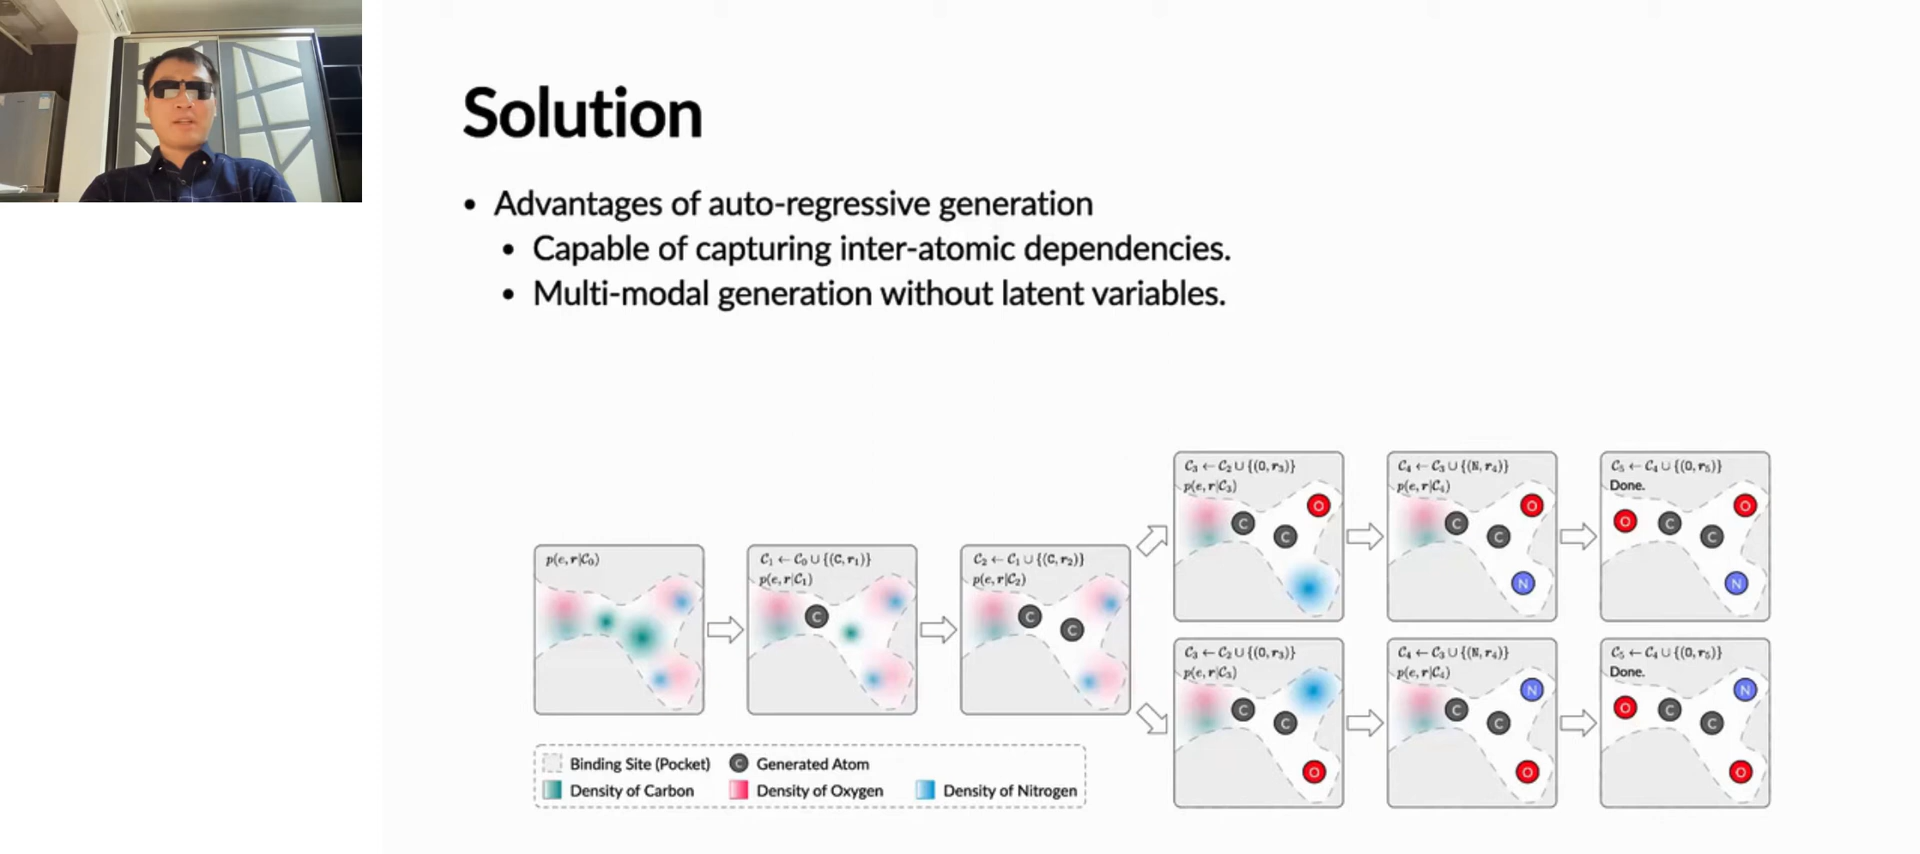 Solution
• Advantages of auto-regressive generation
• Capable of capturing inter-atomic dependencies.
• Multi-modal generation without latent variables.
p(e, r|C₀)
C₁ ← C₀ ∪ {(C, r₁)}
p(e, r|C₁)
C
C₂ ← C₁ ∪ {(C, r₂)}
p(e, r|C₂)
C
C
C₃ ← C₂ ∪ {(O, r₃)}
p(e, r|C₃)
O
C
C
C₄ ← C₃ ∪ {(N, r₄)}
p(e, r|C₄)
O
C
C
N
C₅ ← C₄ ∪ {(O, r₅)}
Done.
O
O
C
C
N
C₃ ← C₂ ∪ {(O, r₃)}
p(e, r|C₃)
C
C
O
C₄ ← C₃ ∪ {(N, r₄)}
p(e, r|C₄)
N
C
C
O
C₅ ← C₄ ∪ {(O, r₅)}
Done.
N
O
C
C
O
Binding Site (Pocket) C Generated Atom
Density of Carbon Density of Oxygen Density of Nitrogen